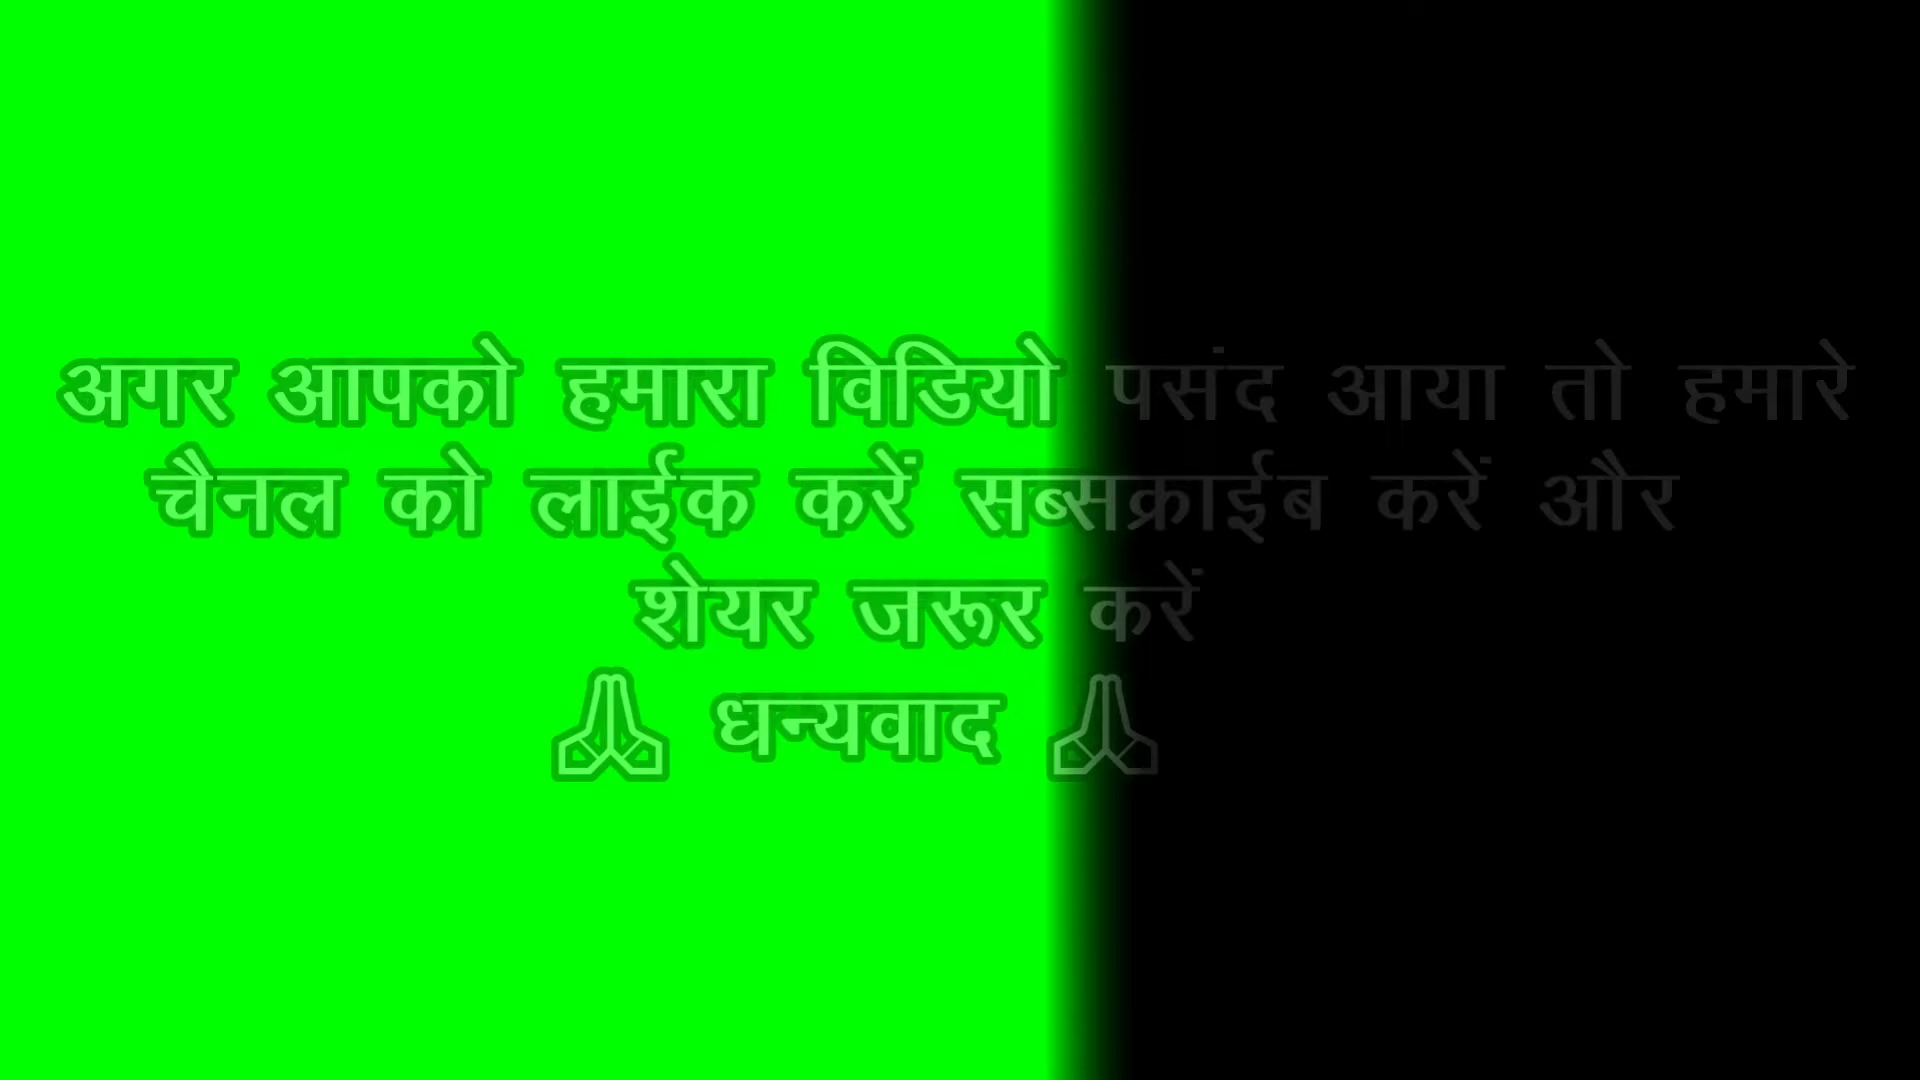 अगर आपको हमारा विडियो पसंद आया तो हमारे
चैनल को लाईक करें सब्सक्राईब करें और
शेयर जरूर करें
🙏 धन्यवाद 🙏